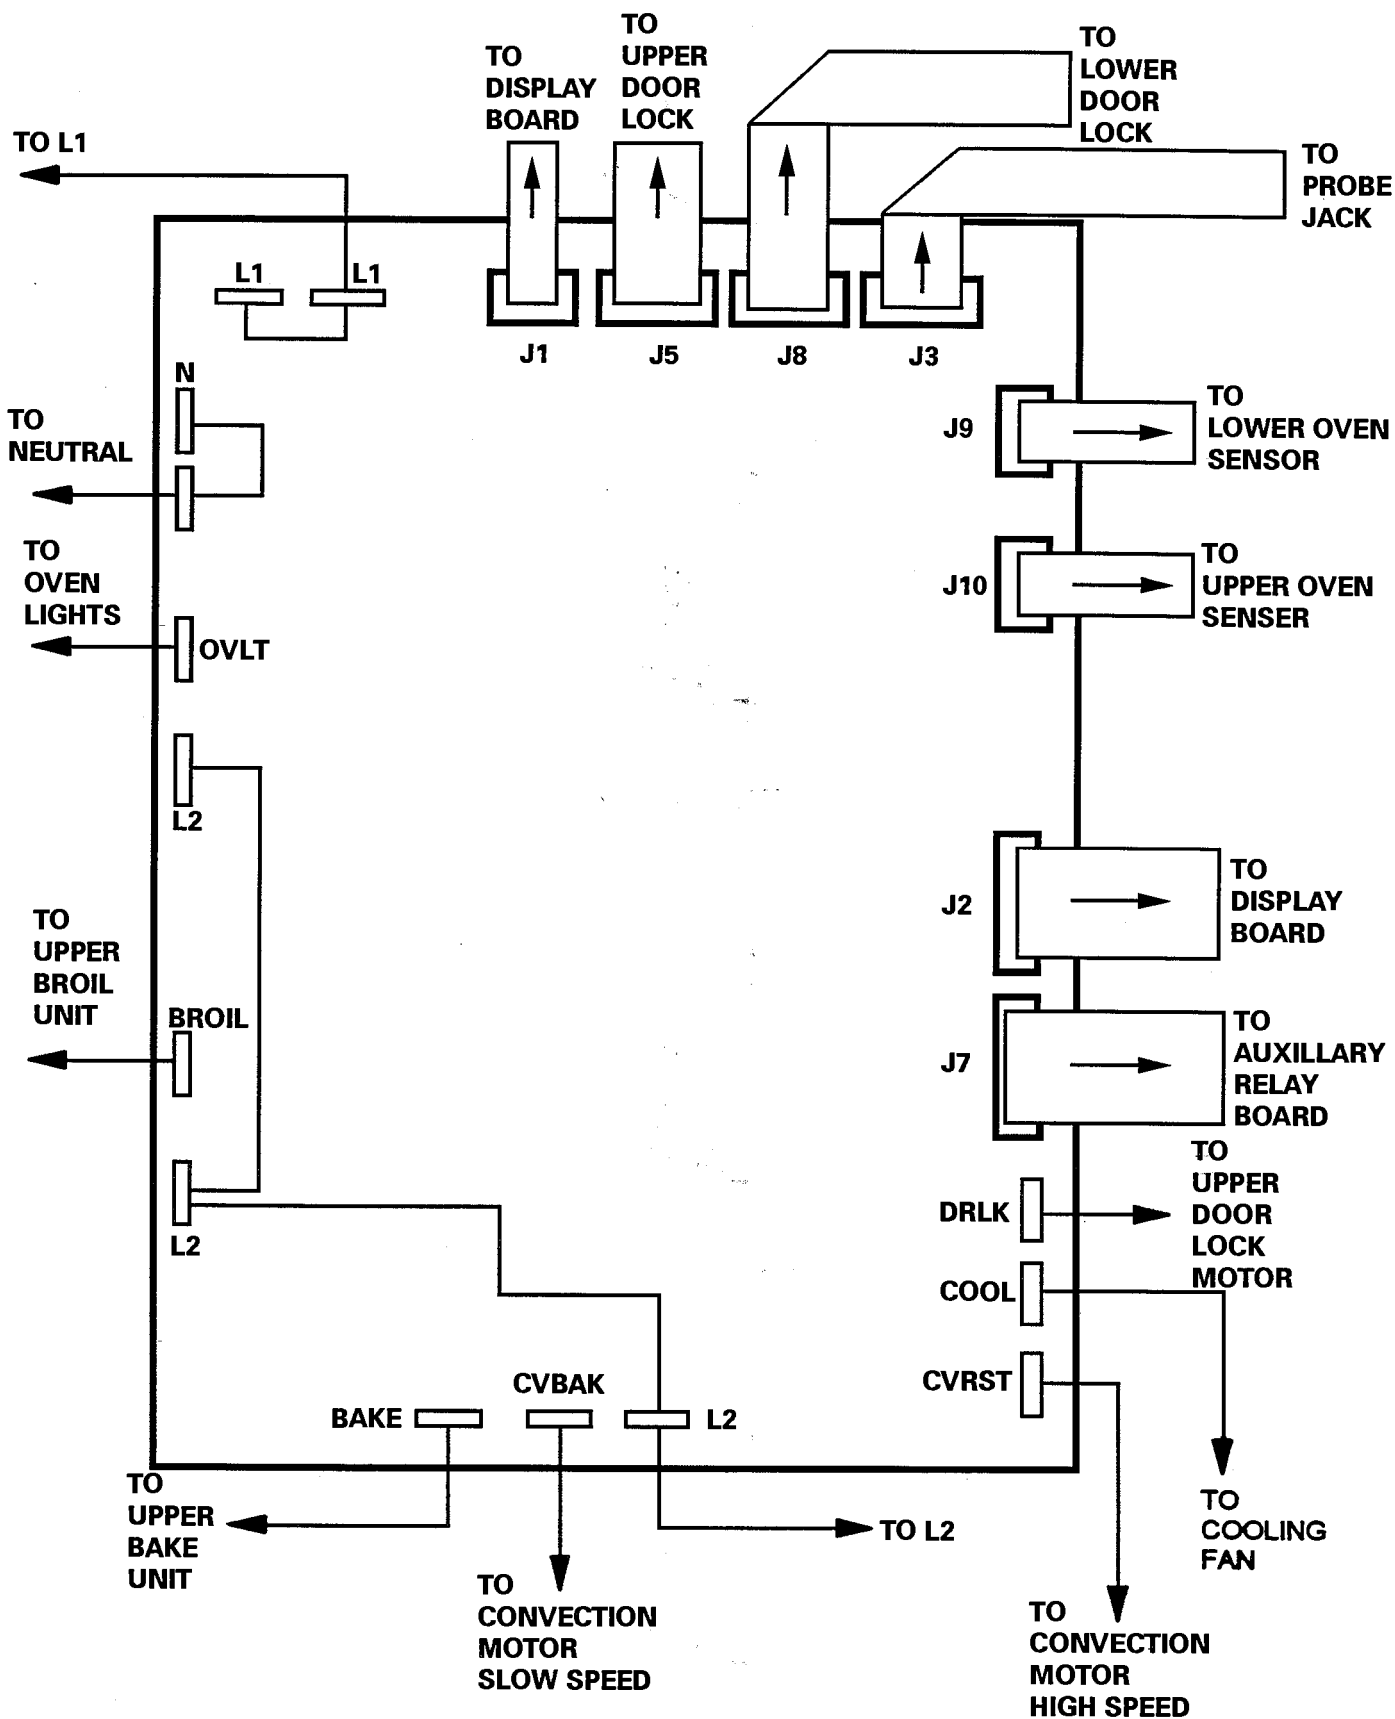 TO
DISPLAY
BOARD
TO
UPPER
DOOR
LOCK
TO
LOWER
DOOR
LOCK
TO
PROBE
JACK
TO L1
L1
L1
J1
J5
J8
J3
N
TO
NEUTRAL
J9
TO
LOWER OVEN
SENSOR
TO
OVEN
LIGHTS
OVLT
J10
TO
UPPER OVEN
SENSER
L2
J2
TO
DISPLAY
BOARD
TO
UPPER
BROIL
UNIT
BROIL
J7
TO
AUXILLARY
RELAY
BOARD
L2
DRLK
TO
UPPER
DOOR
LOCK
MOTOR
COOL
CVRST
BAKE
CVBAK
L2
TO
UPPER
BAKE
UNIT
TO L2
TO
COOLING
FAN
TO
CONVECTION
MOTOR
SLOW SPEED
TO
CONVECTION
MOTOR
HIGH SPEED